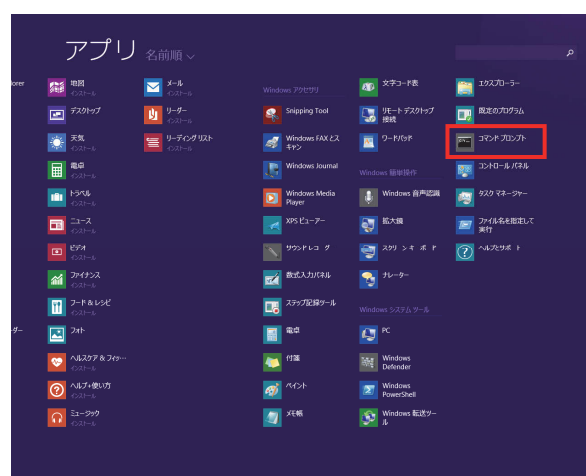 アプリ 名前順
orer
ダー
地図
インストール
デスクトップ
天気
インストール
電卓
インストール
トラベル
インストール
ニュース
インストール
ビデオ
インストール
ファイナンス
インストール
フード & レシピ
インストール
フォト
ヘルスケア & フィ…
インストール
ヘルプ+使い方
インストール
ミュージック
インストール
メール
インストール
リーダー
インストール
リーディング リスト
インストール
Windows アクセサリ
Snipping Tool
Windows FAX とス
キャン
Windows Journal
Windows Media
Player
XPS ビューアー
サウンド レコ ダ
数式入力パネル
ステップ記録ツール
電卓
付箋
ペイント
メモ帳
文字コード表
リモート デスクトップ
接続
ワードパッド
Windows 簡単操作
Windows 音声認識
拡大鏡
スクリ ン キ ボ ド
ナレーター
Windows システム ツール
PC
Windows
Defender
Windows
PowerShell
Windows 転送ツー
ル
エクスプローラー
既定のプログラム
コマンド プロンプト
コントロール パネル
タスク マネージャー
ファイル名を指定して
実行
ヘルプとサポ ト